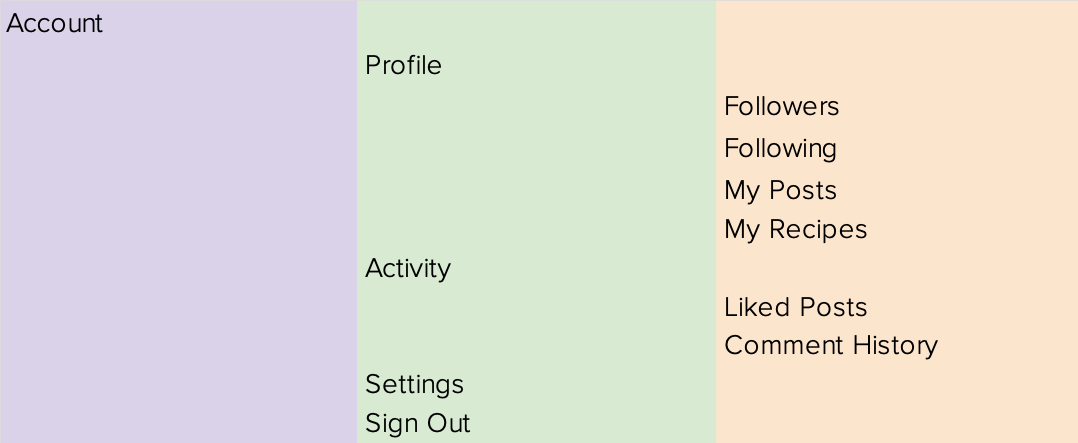 Account
Profile
Followers
Following
My Posts
My Recipes
Activity
Liked Posts
Comment History
Settings
Sign Out